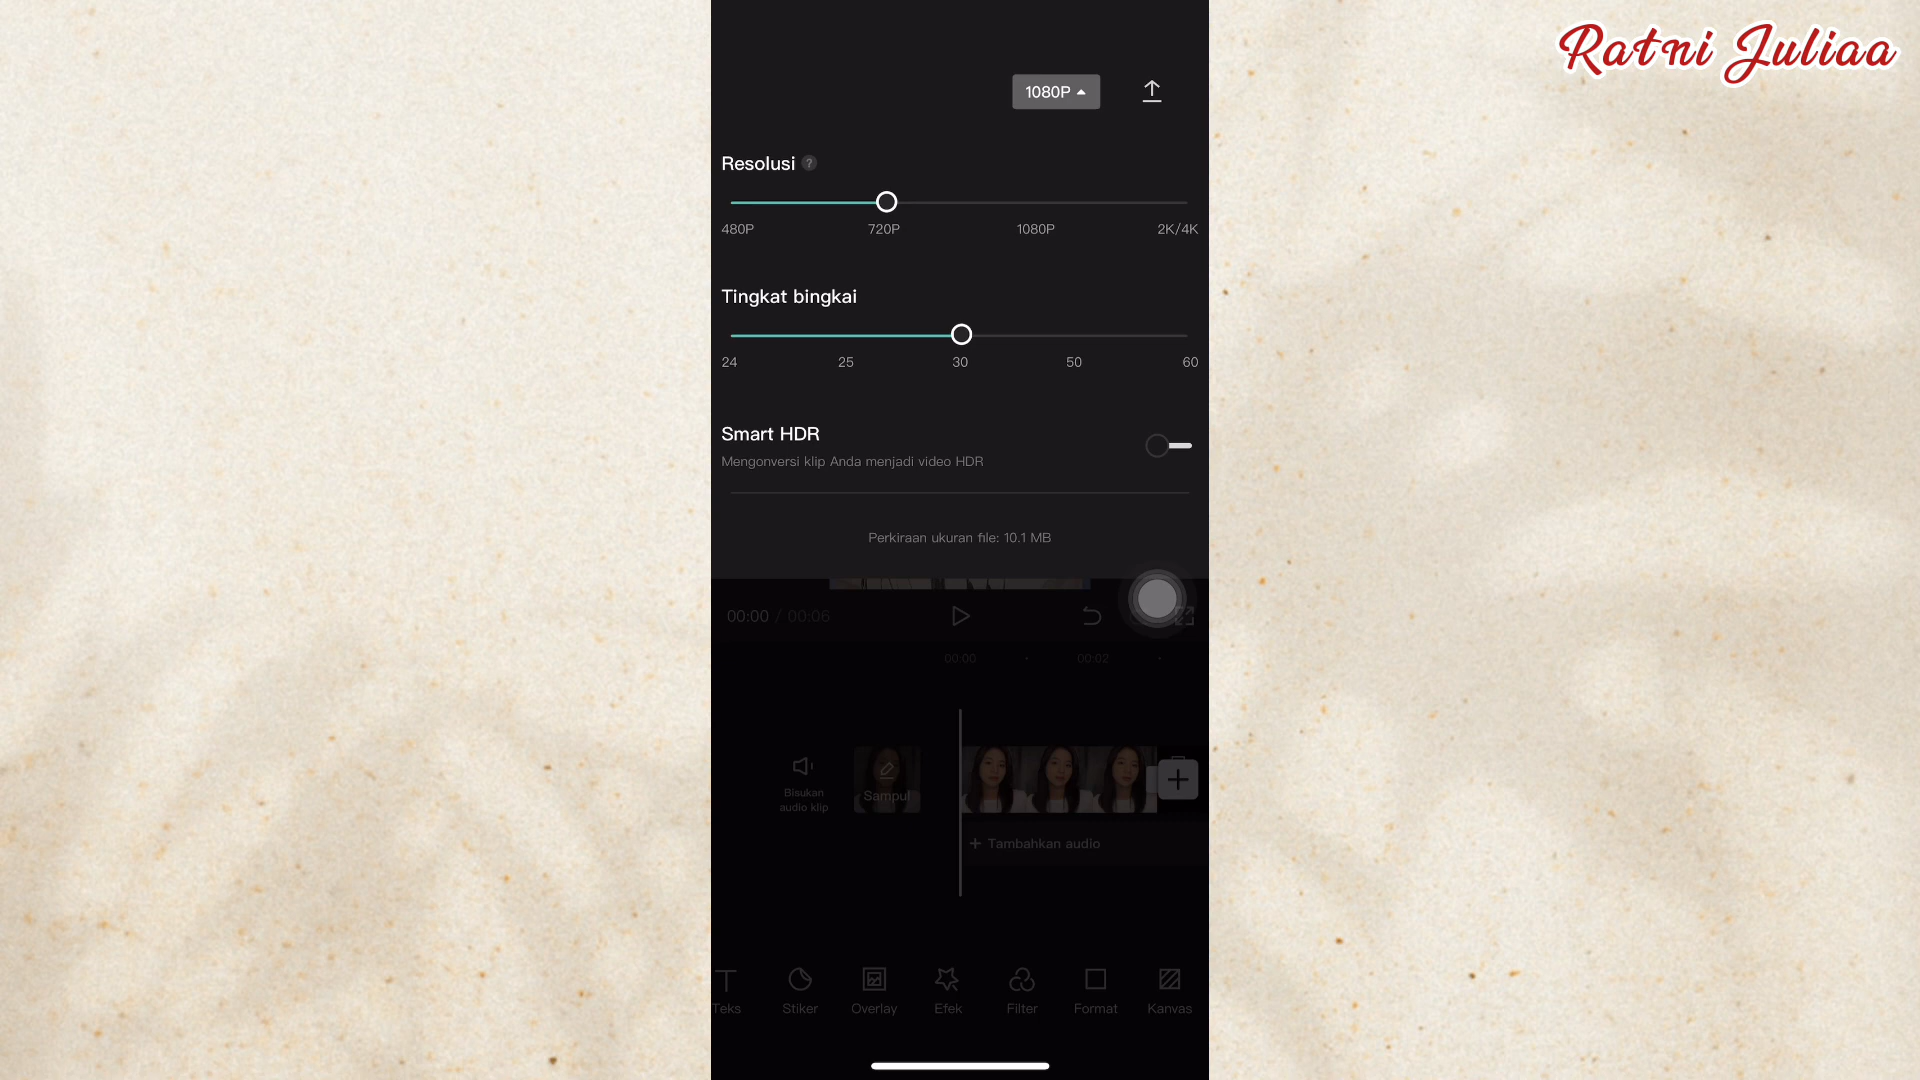 Ratni Juliaa
1080P
Resolusi ?
480P 720P 1080P 2K/4K
Tingkat bingkai
24 25 30 50 60
Smart HDR
Mengonversi klip Anda menjadi video HDR
Perkiraan ukuran file: 10.1 MB
00:00 / 00:06
00:00 00:02
Bisukan
audio klip
Sampul
+ Tambahkan audio
Teks Stiker Overlay Efek Filter Format Kanvas